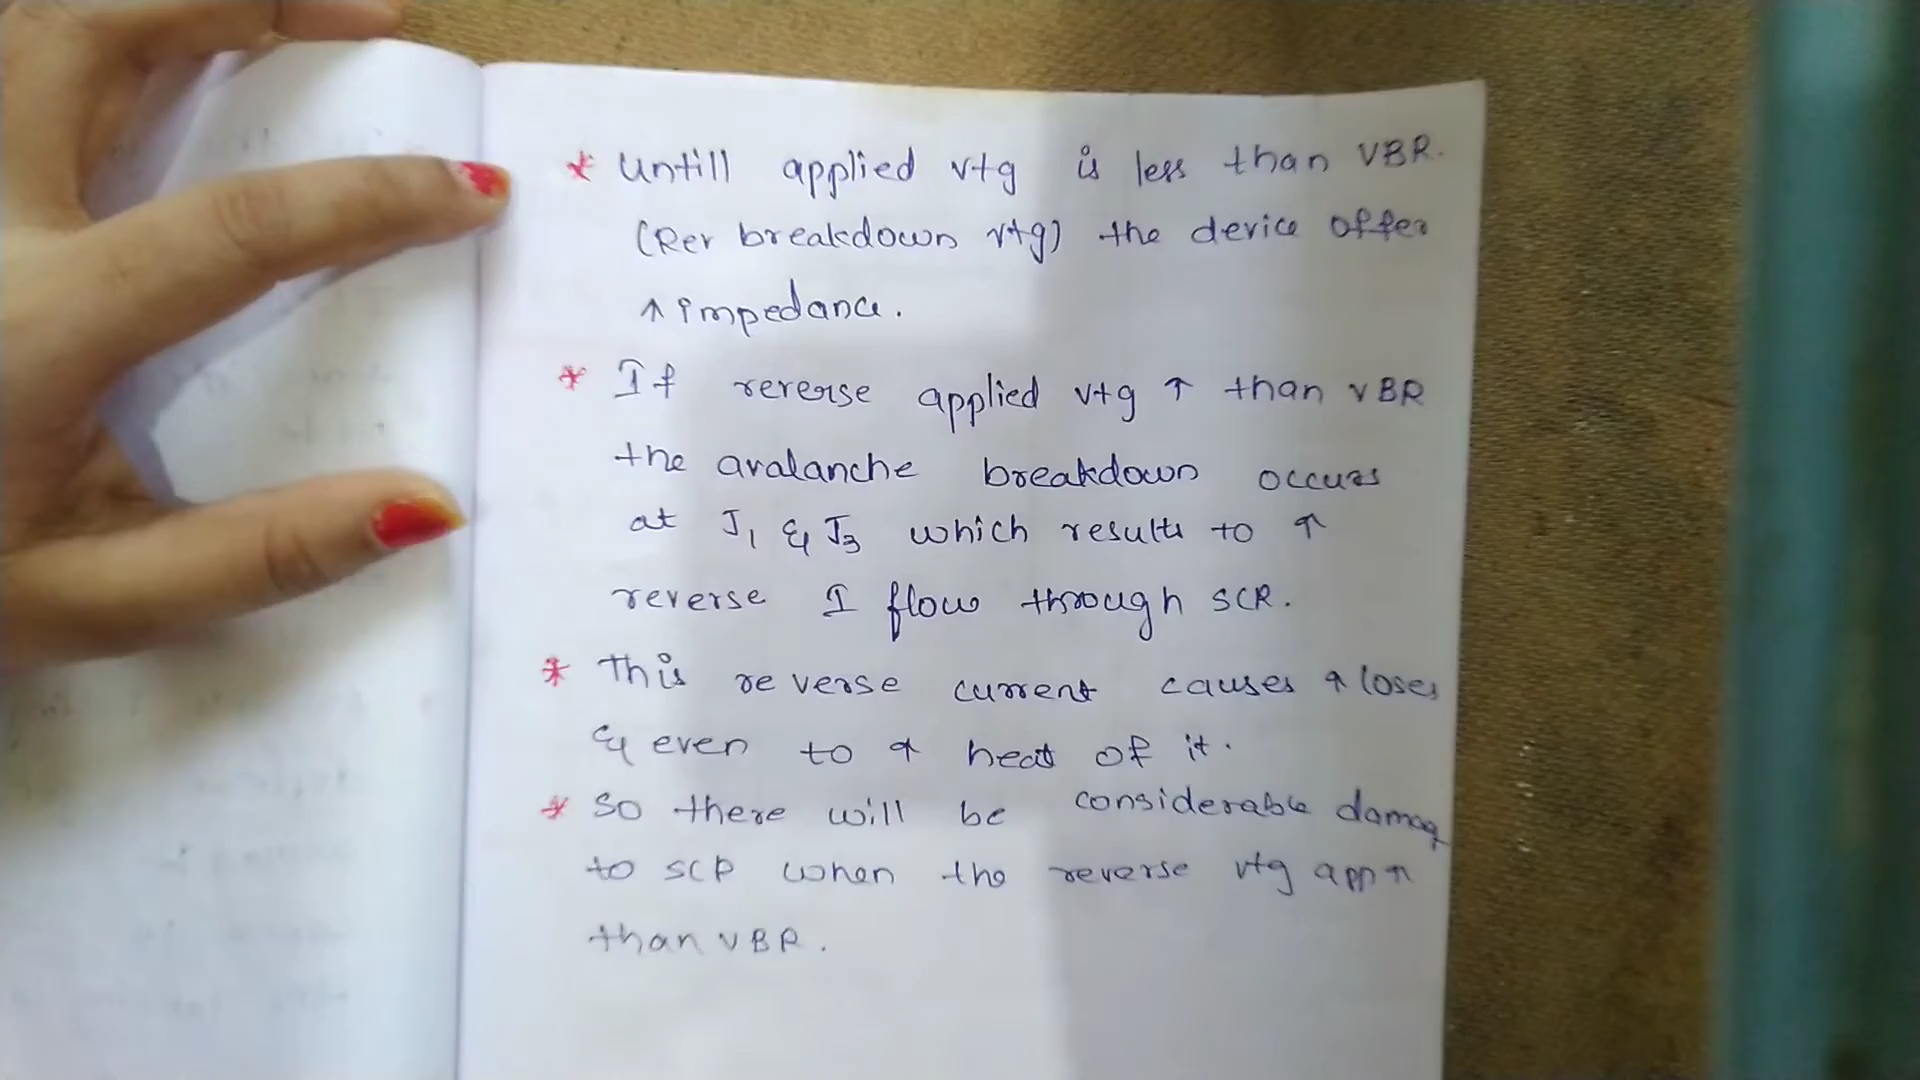 * Untill applied vtg is less than VBR.
(Rev breakdown vtg) the device offer
↑ impedance.
* If reverse applied vtg ↑ than VBR
the avalanche breakdown occurs
at J₁ & J₃ which results to ↑
reverse I flow through SCR.
* This reverse current causes ↑ loses
& even to ↑ heat of it.
* So there will be considerable damag
to SCR when the reverse vtg app ↑
than VBR.